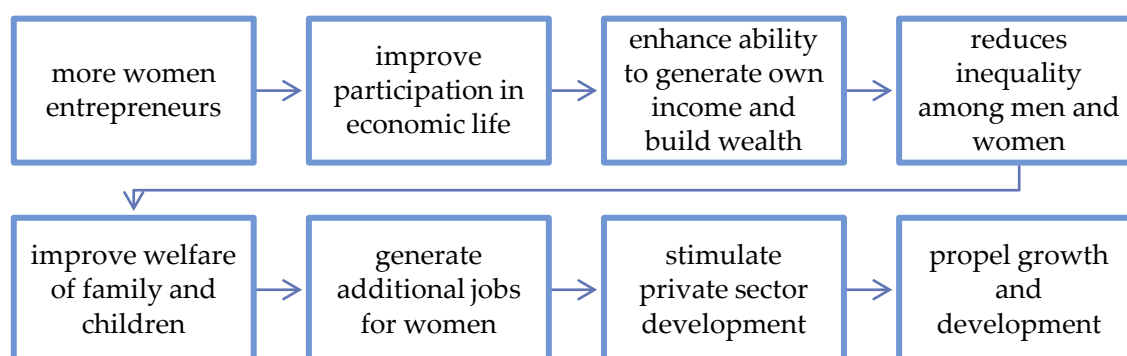 more women
entrepreneurs
improve
participation in
economic life
enhance ability
to generate own
income and
build wealth
reduces
inequality
among men and
women
improve welfare
of family and
children
generate
additional jobs
for women
stimulate
private sector
development
propel growth
and
development